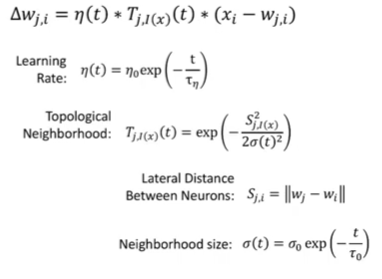 Δw_{j,i} = η(t) * T_{j,I(x)}(t) * (x_i − w_{j,i})
Learning Rate: η(t) = η_0 exp(−t/τ_η)
Topological Neighborhood: T_{j,I(x)}(t) = exp(−S²_{j,I(x)}/2σ(t)²)
Lateral Distance Between Neurons: S_{j,i} = ‖w_j − w_i‖
Neighborhood size: σ(t) = σ_0 exp(−t/τ_0)